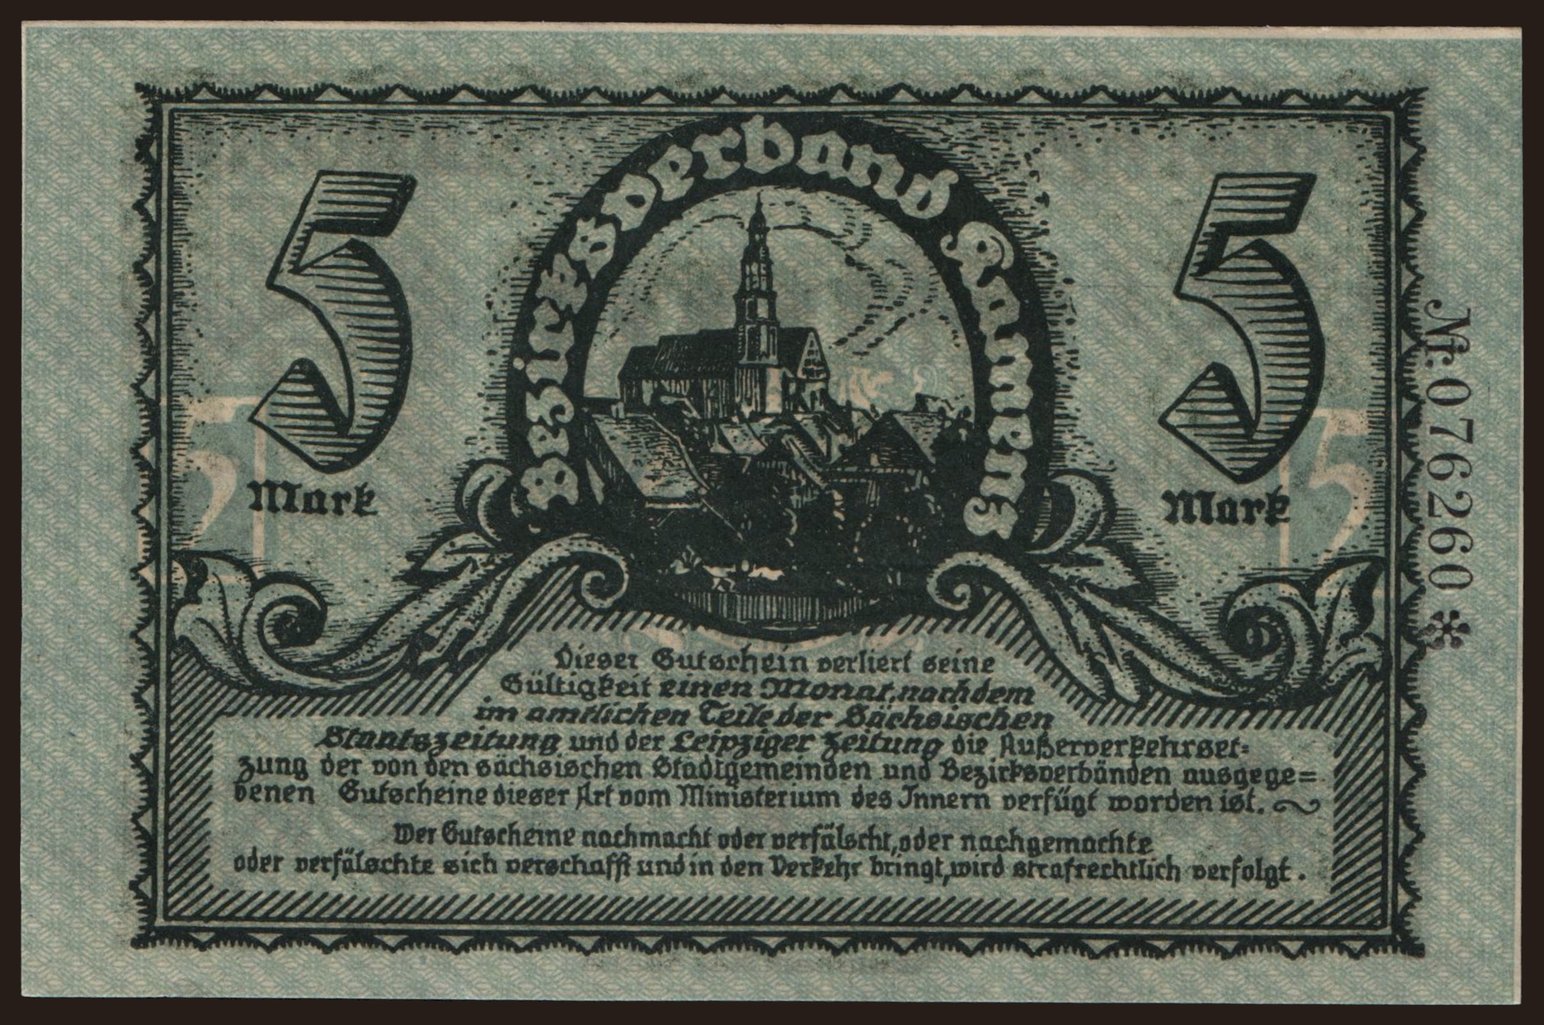 Bezirksverband Kamenz
5
Mark
5
Mark
5
5
Nr. 076260 *
Dieser Gutschein verliert seine
Gültigkeit einen Monat, nachdem
im amtlichen Teile der Sächsischen
Staatszeitung und der Leipziger Zeitung die Außerverkehrset-
zung der von den sächsischen Stadtgemeinden und Bezirksverbänden ausgege=
benen Gutscheine dieser Art vom Ministerium des Innern verfügt worden ist.
Wer Gutscheine nachmacht oder verfälscht, oder nachgemachte
oder verfälschte sich verschafft und in den Verkehr bringt, wird strafrechtlich verfolgt.